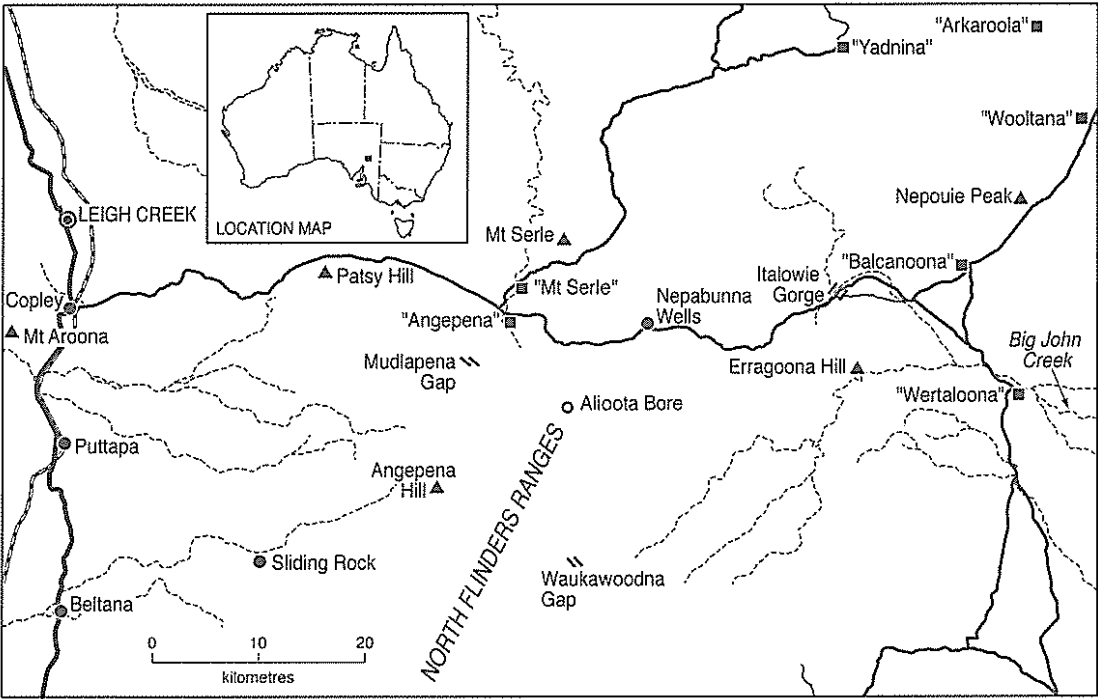 "Arkaroola"
"Yadnina"
"Wooltana"
LEIGH CREEK
LOCATION MAP
Nepouie Peak
Mt Serle
Patsy Hill
"Balcanoona"
Italowie
Gorge
Copley
"Mt Serle"
Nepabunna
Wells
"Angepena"
Mt Aroona
Big John
Creek
Mudlapena
Gap
Erragoona Hill
"Wertaloona"
Alioota Bore
Puttapa
Angepena
Hill
NORTH FLINDERS RANGES
Sliding Rock
Waukawoodna
Gap
Beltana
0 10 20
kilometres